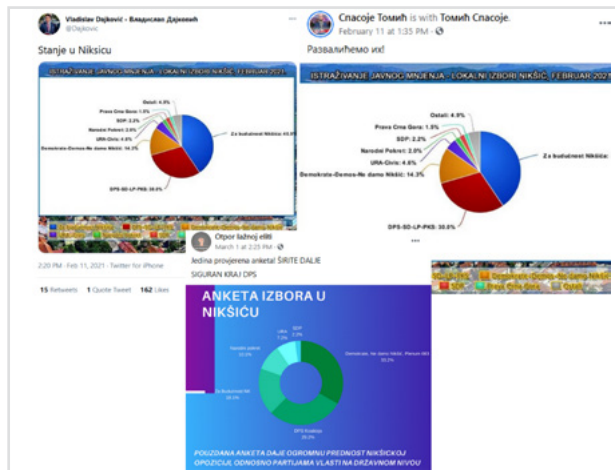 Vladislav Dajković - Владислав Дајковић
@Dajkovic
Stanje u Niksicu
ISTRAŽIVANJE JAVNOG MNJENJA - LOKALNI IZBORI NIKŠIĆ, FEBRUAR 2021.
Ostali: 4.9%
Prava Crna Gora: 1.5%
SDP: 2.2%
Narodni Pokret: 2.0%
URA-Civis: 4.6%
Demokrate-Demos-Ne damo Nikšić: 14.3%
Za budućnost Nikšića:
DPS-SD-LP-PKS: 30.0%
2:20 PM · Feb 11, 2021 · Twitter for iPhone
15 Retweets 1 Quote Tweet 162 Likes
Спасоје Томић is with Томић Спасоје.
February 11 at 1:35 PM
Развалићемо их!
ISTRAŽIVANJE JAVNOG MNJENJA - LOKALNI IZBORI NIKŠIĆ, FEBRUAR 2021
Ostali: 4.9%
Prava Crna Gora: 1.5%
SDP: 2.2%
Narodni Pokret: 2.0%
URA-Civis: 4.6%
Demokrate-Demos-Ne damo Nikšić: 14.3%
Za budućnost Nikšića:
DPS-SD-LP-PKS: 30.0%
SDP
Prava Crna Gora
Ostali
Otpor lažnoj eliti
March 1 at 2:25 PM
Jedina provjerena anketa! ŠIRITE DALJE
SIGURAN KRAJ DPS
ANKETA IZBORA U
NIKŠIĆU
SDP
URA
Narodni pokret
Demokrate, Ne damo Nikšić,
Za Budućnost NK
DPS Koalicija
POUZDANA ANKETA DAJE OGROMNU PREDNOST NIKŠIĆKOJ
OPOZICIJI, ODNOSNO PARTIJAMA VLASTI NA DRŽAVNOM NIVOU